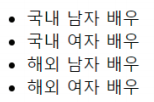 • 국내 남자 배우
• 국내 여자 배우
• 해외 남자 배우
• 해외 여자 배우